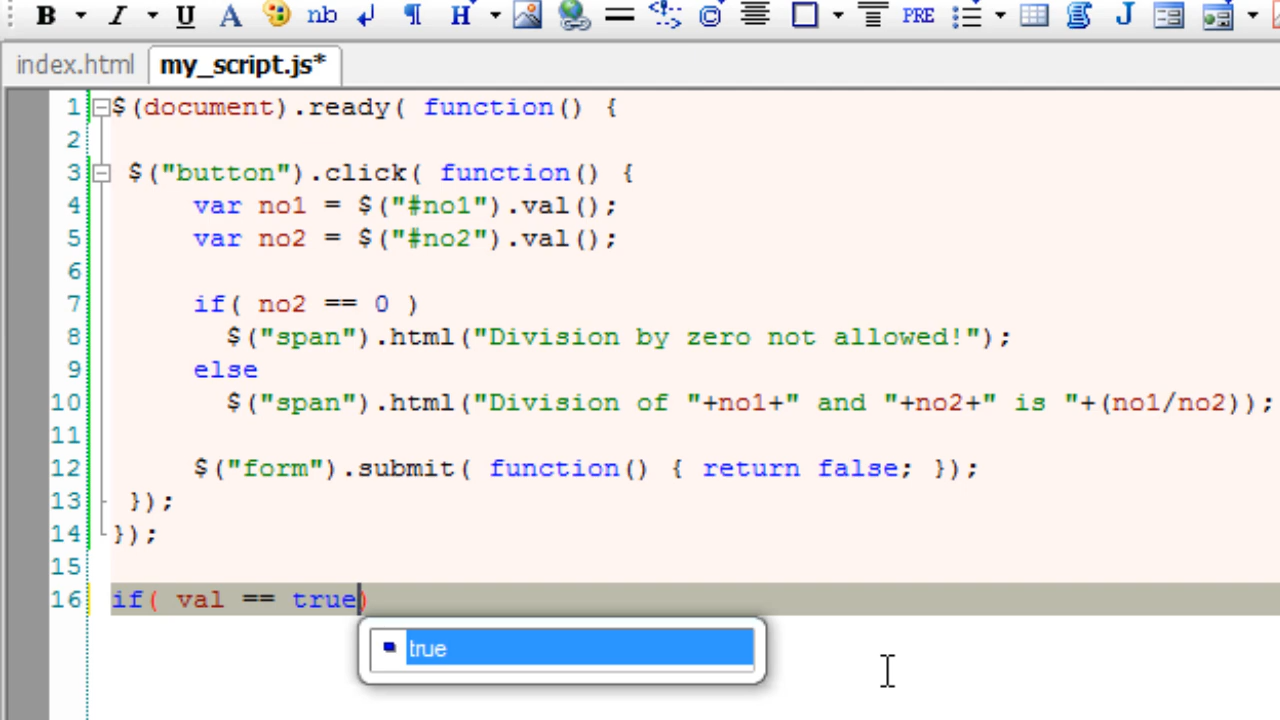 B I U A nb ¶ H PRE J
index.html my_script.js*
1 $(document).ready( function() {
2
3 $("button").click( function() {
4 var no1 = $("#no1").val();
5 var no2 = $("#no2").val();
6
7 if( no2 == 0 )
8 $("span").html("Division by zero not allowed!");
9 else
10 $("span").html("Division of "+no1+" and "+no2+" is "+(no1/no2));
11
12 $("form").submit( function() { return false; });
13 });
14 });
15
16 if( val == true)
true